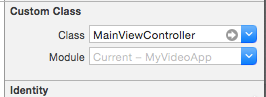 Custom Class
Class MainViewController
Module Current – MyVideoApp
Identity